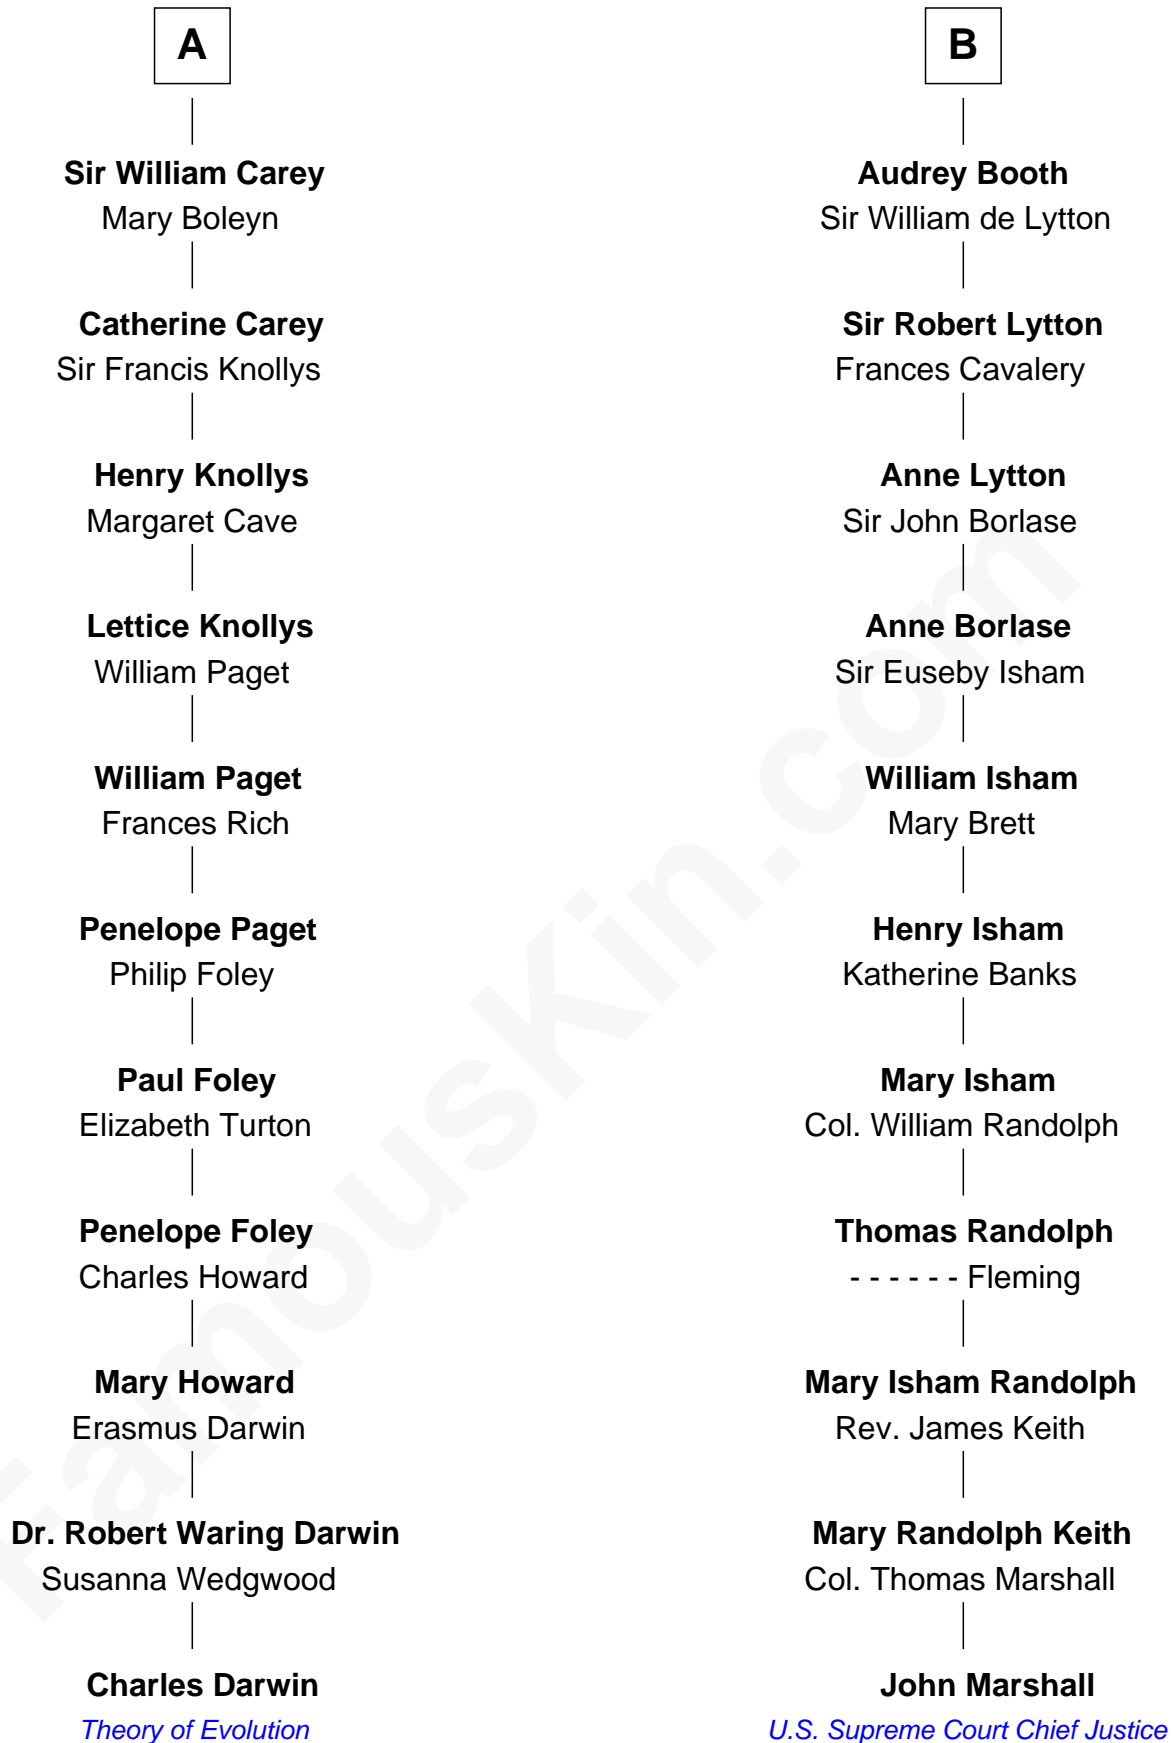 A
Sir William Carey
Mary Boleyn
Catherine Carey
Sir Francis Knollys
Henry Knollys
Margaret Cave
Lettice Knollys
William Paget
William Paget
Frances Rich
Penelope Paget
Philip Foley
Paul Foley
Elizabeth Turton
Penelope Foley
Charles Howard
Mary Howard
Erasmus Darwin
Dr. Robert Waring Darwin
Susanna Wedgwood
Charles Darwin
Theory of Evolution
B
Audrey Booth
Sir William de Lytton
Sir Robert Lytton
Frances Cavalery
Anne Lytton
Sir John Borlase
Anne Borlase
Sir Euseby Isham
William Isham
Mary Brett
Henry Isham
Katherine Banks
Mary Isham
Col. William Randolph
Thomas Randolph
- - - - - - Fleming
Mary Isham Randolph
Rev. James Keith
Mary Randolph Keith
Col. Thomas Marshall
John Marshall
U.S. Supreme Court Chief Justice
FamousKin.com